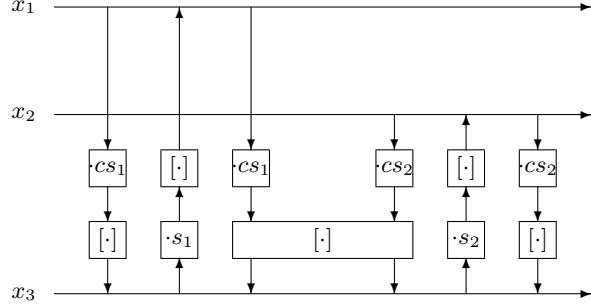 x₁
x₂
·cs₁ [·] ·cs₁ ·cs₂ [·] ·cs₂
[·] ·s₁ [·] ·s₂ [·]
x₃